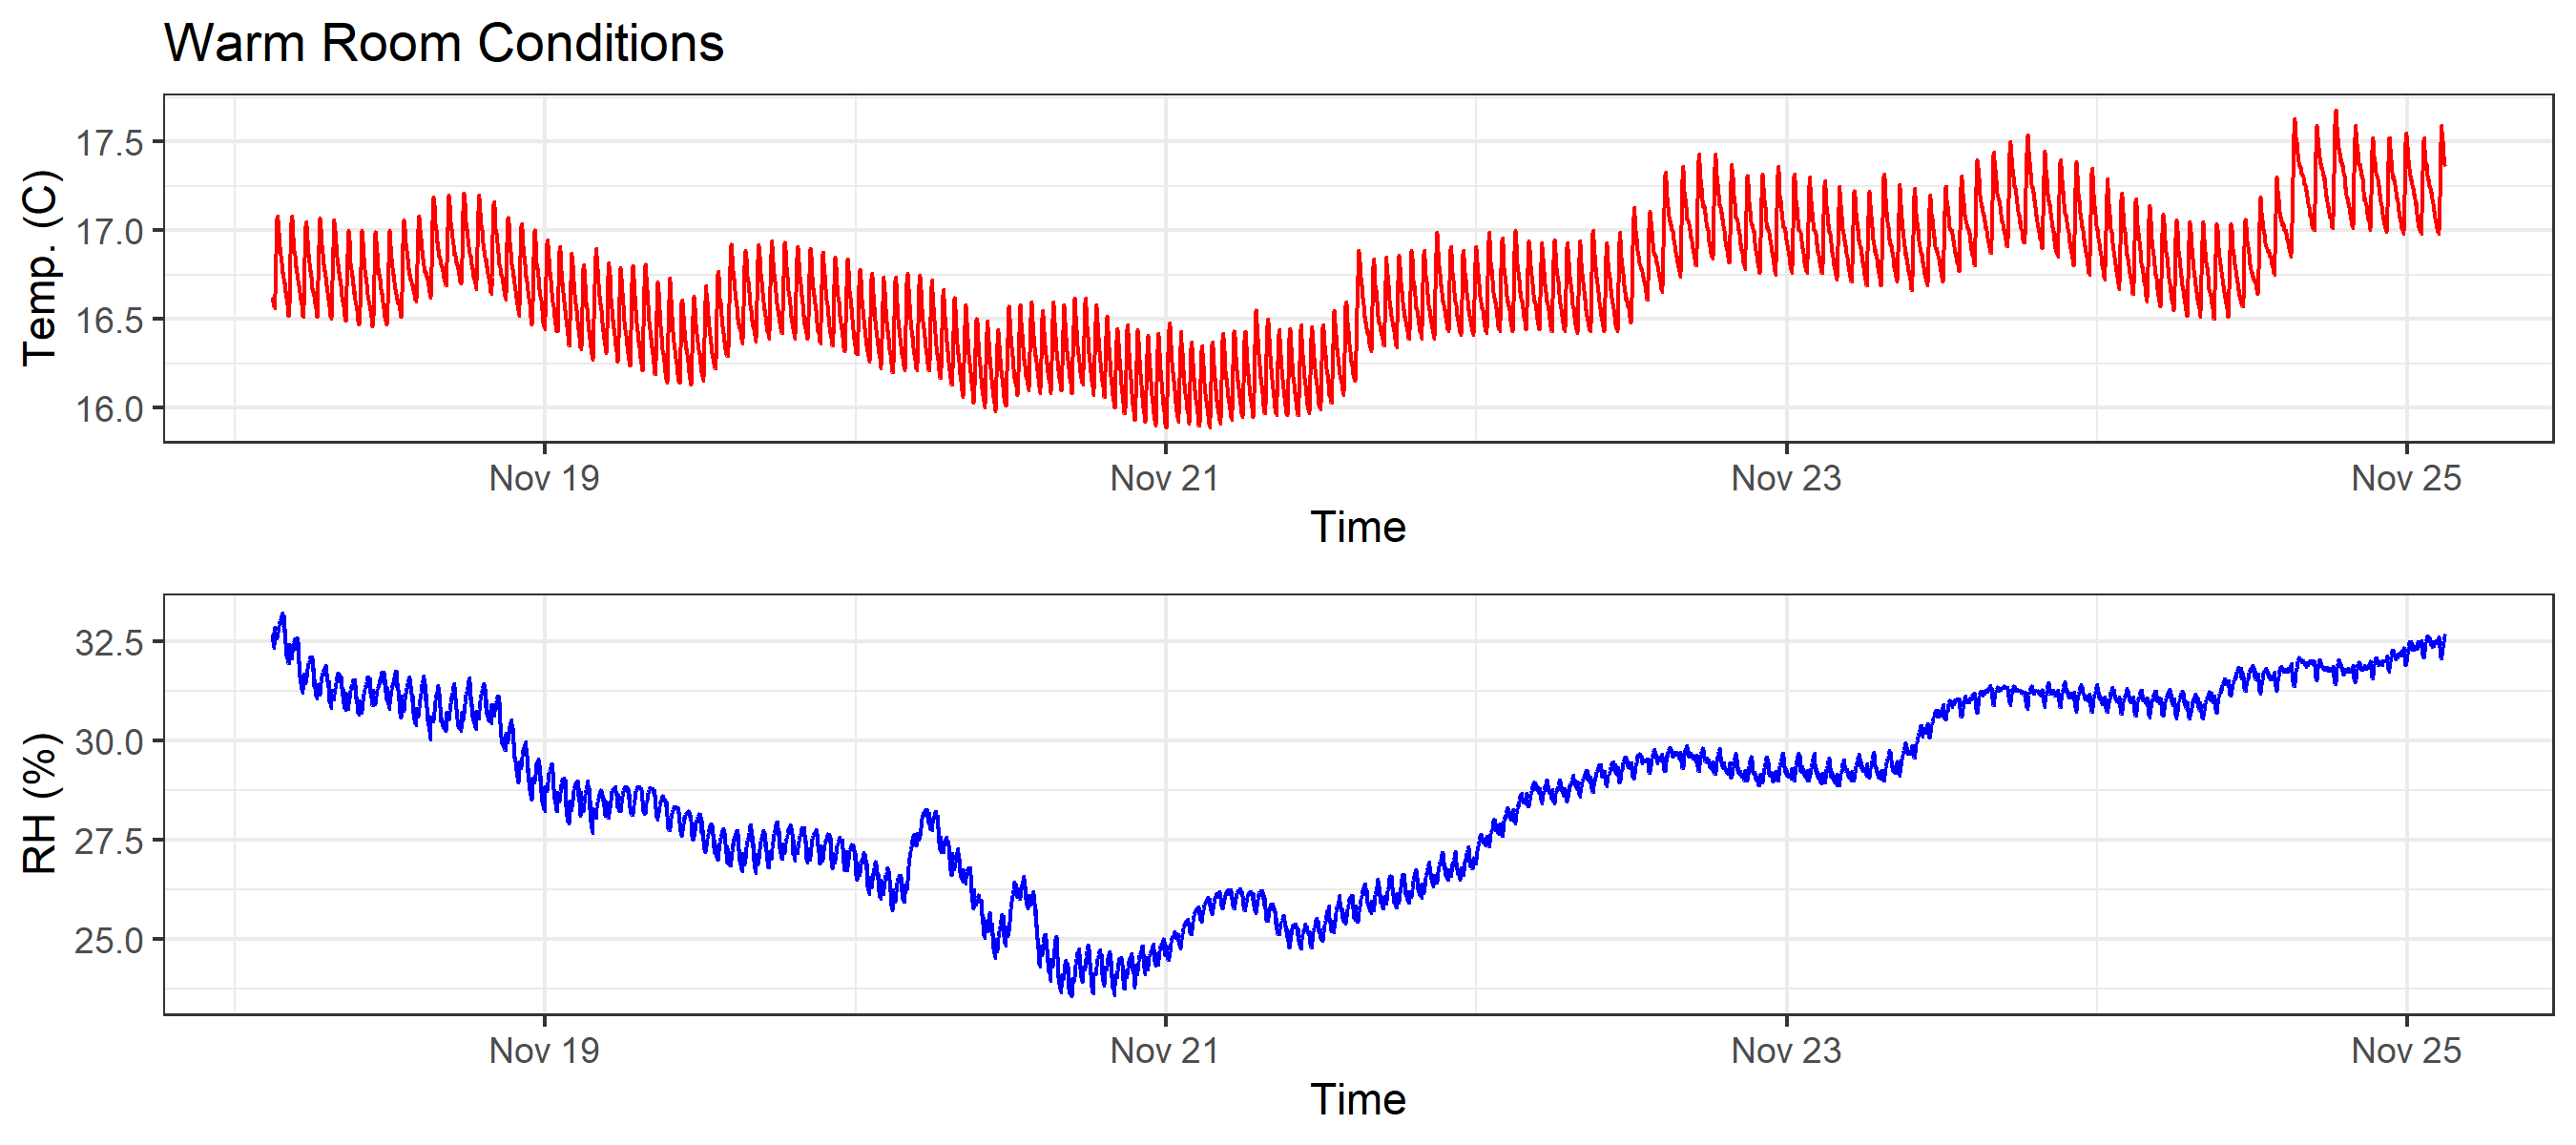 Warm Room Conditions
Temp. (C)
17.5
17.0
16.5
16.0
Nov 19 Nov 21 Nov 23 Nov 25
Time
RH (%)
32.5
30.0
27.5
25.0
Nov 19 Nov 21 Nov 23 Nov 25
Time